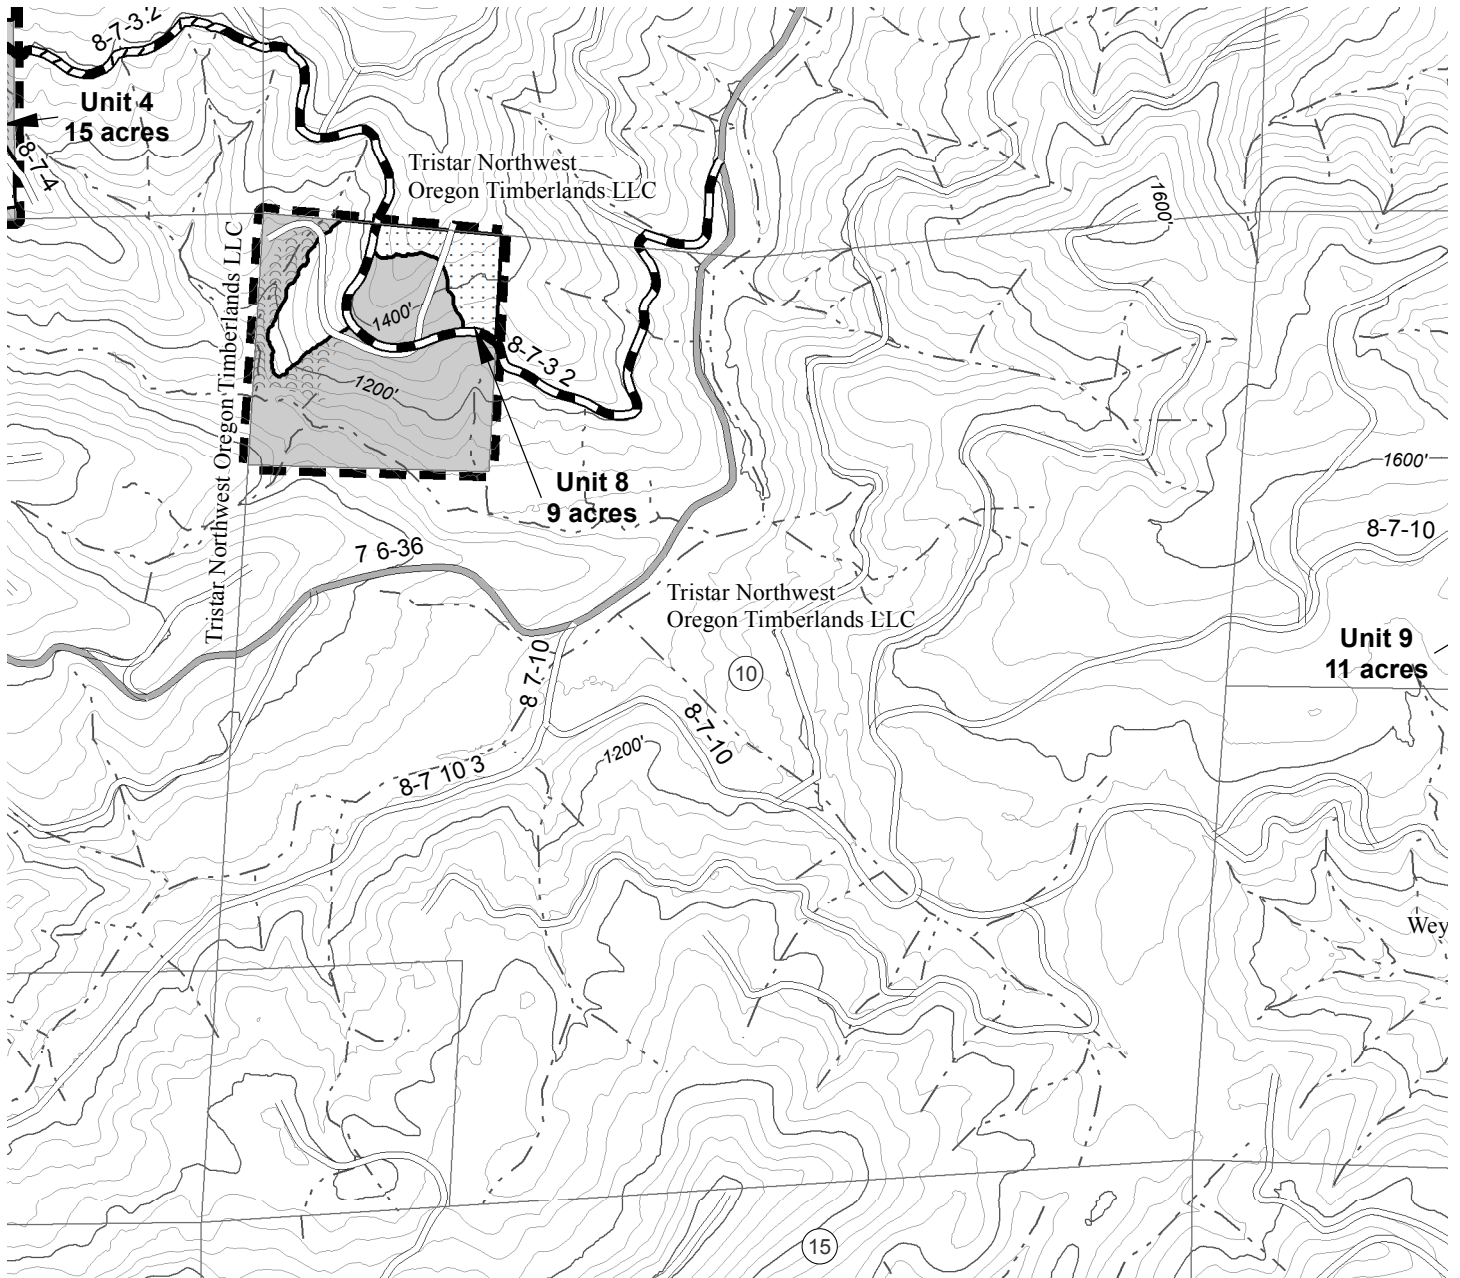 8-7-3.2
Unit 4
15 acres
8-7-4
Tristar Northwest
Oregon Timberlands LLC
1600'
Tristar Northwest Oregon Timberlands LLC
1400'
8-7-3 2
1200'
1600'
Unit 8
9 acres
8-7-10
7 6-36
Tristar Northwest
Oregon Timberlands LLC
Unit 9
11 acres
8 7-10
10
8-7-10
1200'
8-7 10 3
Wey
15